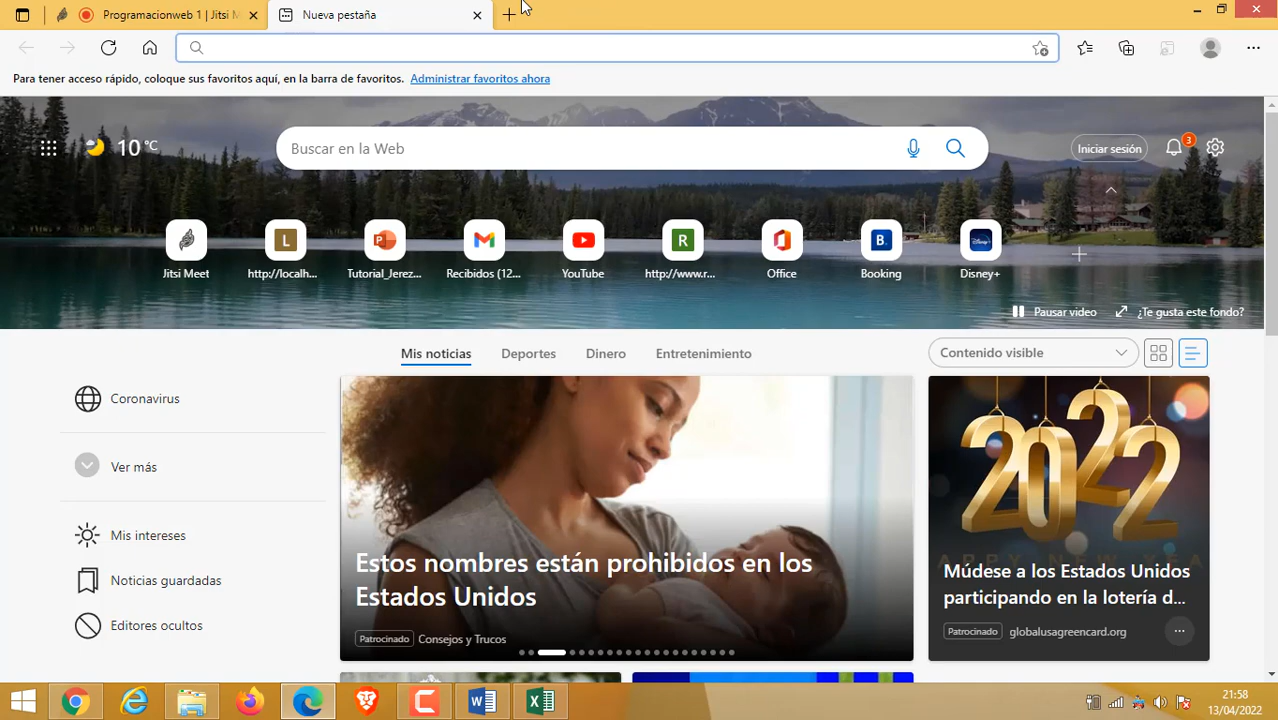 Programacionweb 1 | Jitsi M
Nueva pestaña
Para tener acceso rápido, coloque sus favoritos aquí, en la barra de favoritos. Administrar favoritos ahora
10 °C
Buscar en la Web
Iniciar sesión
3
Jitsi Meet
L
http://localh...
Tutorial_Jerez...
Recibidos (12...
YouTube
R
http://www.r...
Office
B.
Booking
Disney+
Disney+
Pausar video
¿Te gusta este fondo?
Mis noticias
Deportes
Dinero
Entretenimiento
Contenido visible
Coronavirus
Ver más
Mis intereses
Noticias guardadas
Editores ocultos
Estos nombres están prohibidos en los
Estados Unidos
Patrocinado Consejos y Trucos
2022
Múdese a los Estados Unidos
participando en la lotería d...
Patrocinado globalusagreencard.org
21:58
13/04/2022